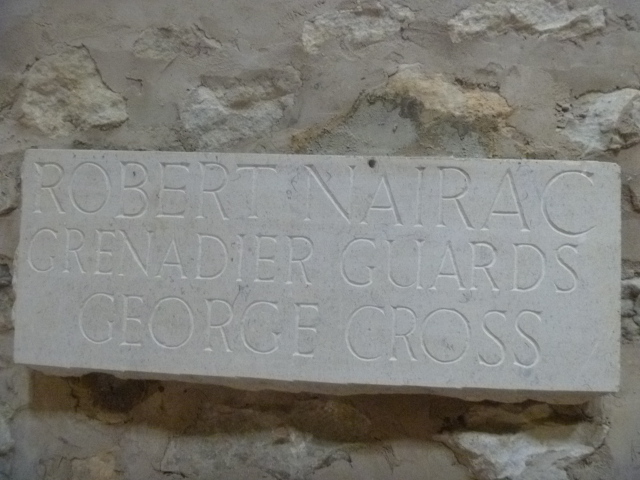 ROBERT NAIRAC
GRENADIER GUARDS
GEORGE CROSS